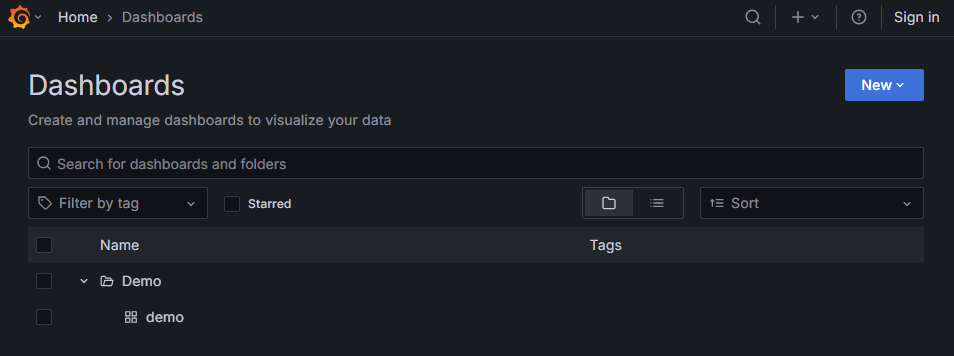 Home > Dashboards Sign in
Dashboards New
Create and manage dashboards to visualize your data
Search for dashboards and folders
Filter by tag Starred Sort
Name Tags
Demo
demo